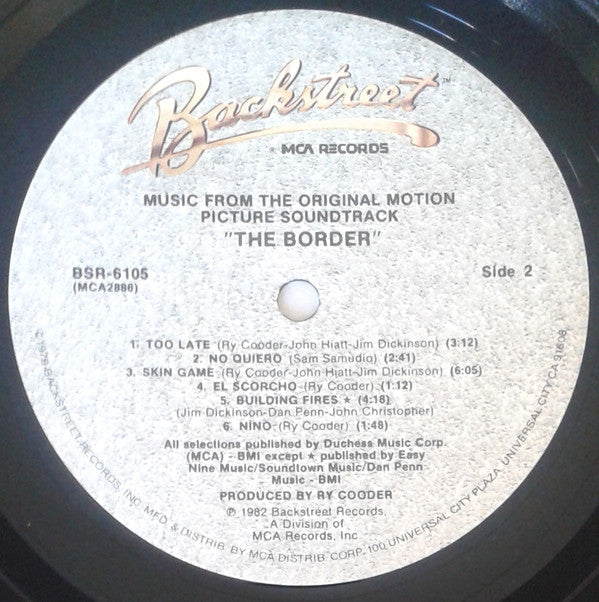 Backstreet™
MCA RECORDS
MUSIC FROM THE ORIGINAL MOTION
PICTURE SOUNDTRACK
"THE BORDER"
BSR-6105
(MCA2886)
Side 2
1. TOO LATE (Ry Cooder-John Hiatt-Jim Dickinson) (3:12)
2. NO QUIERO (Sam Samudio) (2:41)
3. SKIN GAME (Ry Cooder-John Hiatt-Jim Dickinson) (6:05)
4. EL SCORCHO (Ry Cooder) (1:12)
5. BUILDING FIRES ★ (4:18)
(Jim Dickinson-Dan Penn-John Christopher)
6. NINO (Ry Cooder) (1:48)
All selections published by Duchess Music Corp.
(MCA) - BMI except ★ published by Easy
Nine Music/Soundtown Music/Dan Penn
Music - BMI
PRODUCED BY RY COODER
℗ 1982 Backstreet Records,
A Division of
MCA Records, Inc
©1979 BACKSTREET RECORDS, INC. MFD & DISTRIB. BY MCA DISTRIB. CORP. 100 UNIVERSAL CITY PLAZA, UNIVERSAL CITY, CA 91608